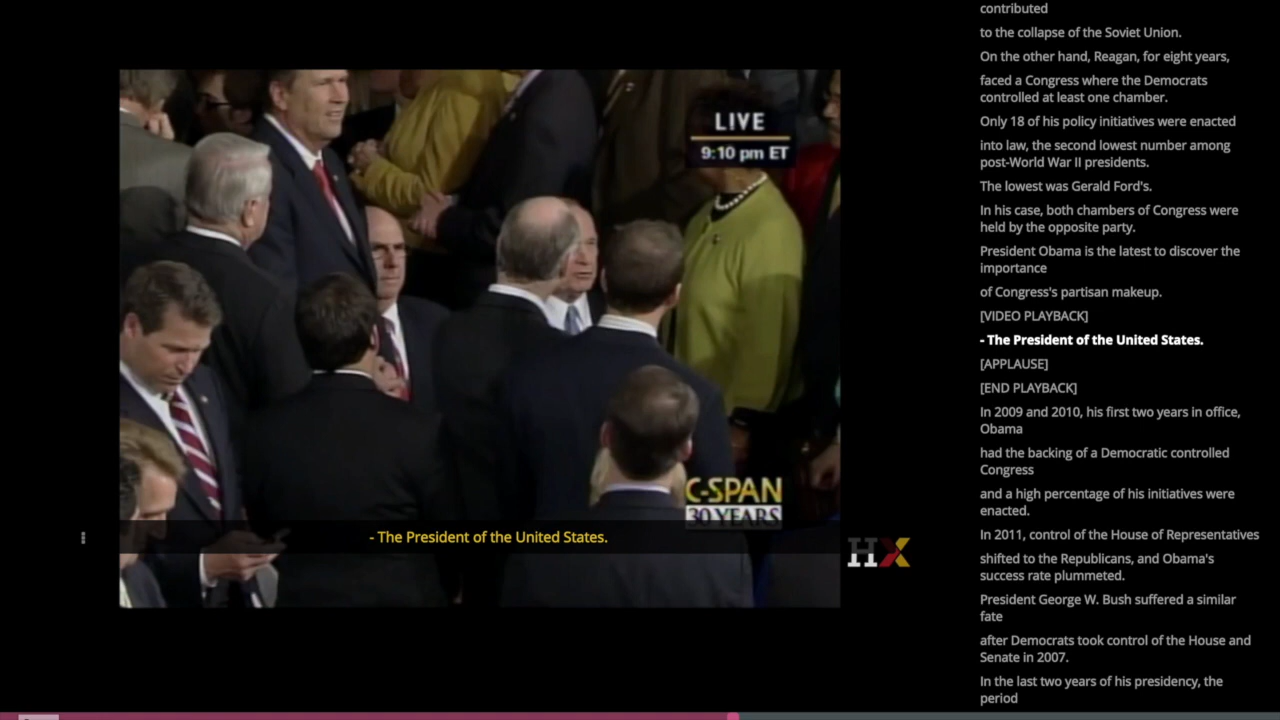 LIVE
9:10 pm ET
C-SPAN
30 YEARS
- The President of the United States.
HX
contributed
to the collapse of the Soviet Union.
On the other hand, Reagan, for eight years,
faced a Congress where the Democrats
controlled at least one chamber.
Only 18 of his policy initiatives were enacted
into law, the second lowest number among
post-World War II presidents.
The lowest was Gerald Ford's.
In his case, both chambers of Congress were
held by the opposite party.
President Obama is the latest to discover the
importance
of Congress's partisan makeup.
[VIDEO PLAYBACK]
- The President of the United States.
[APPLAUSE]
[END PLAYBACK]
In 2009 and 2010, his first two years in office,
Obama
had the backing of a Democratic controlled
Congress
and a high percentage of his initiatives were
enacted.
In 2011, control of the House of Representatives
shifted to the Republicans, and Obama's
success rate plummeted.
President George W. Bush suffered a similar
fate
after Democrats took control of the House and
Senate in 2007.
In the last two years of his presidency, the
period